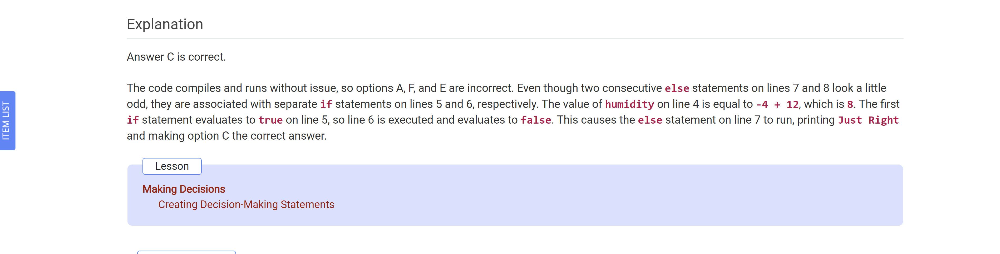 Explanation
Answer C is correct.
The code compiles and runs without issue, so options A, F, and E are incorrect. Even though two consecutive else statements on lines 7 and 8 look a little
odd, they are associated with separate if statements on lines 5 and 6, respectively. The value of humidity on line 4 is equal to -4 + 12, which is 8. The first
if statement evaluates to true on line 5, so line 6 is executed and evaluates to false. This causes the else statement on line 7 to run, printing Just Right
and making option C the correct answer.
ITEM LIST
Lesson
Making Decisions
Creating Decision-Making Statements